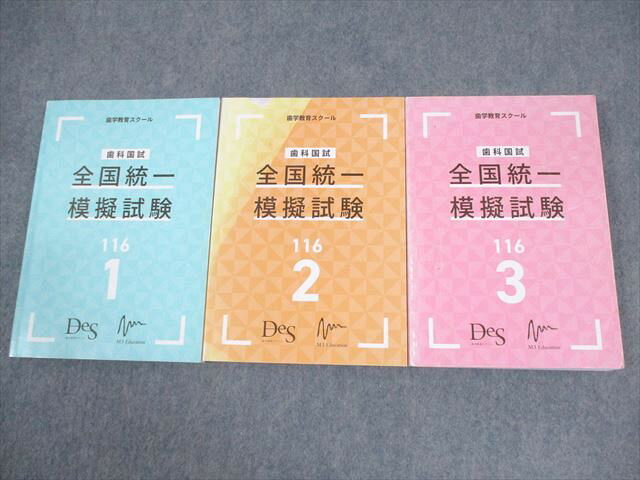 歯学教育スクール
歯科国試
全国統一
模擬試験
116
1
DeS
M3 Education
歯学教育スクール
歯科国試
全国統一
模擬試験
116
2
DeS
M3 Education
歯学教育スクール
歯科国試
全国統一
模擬試験
116
3
DeS
M3 Education